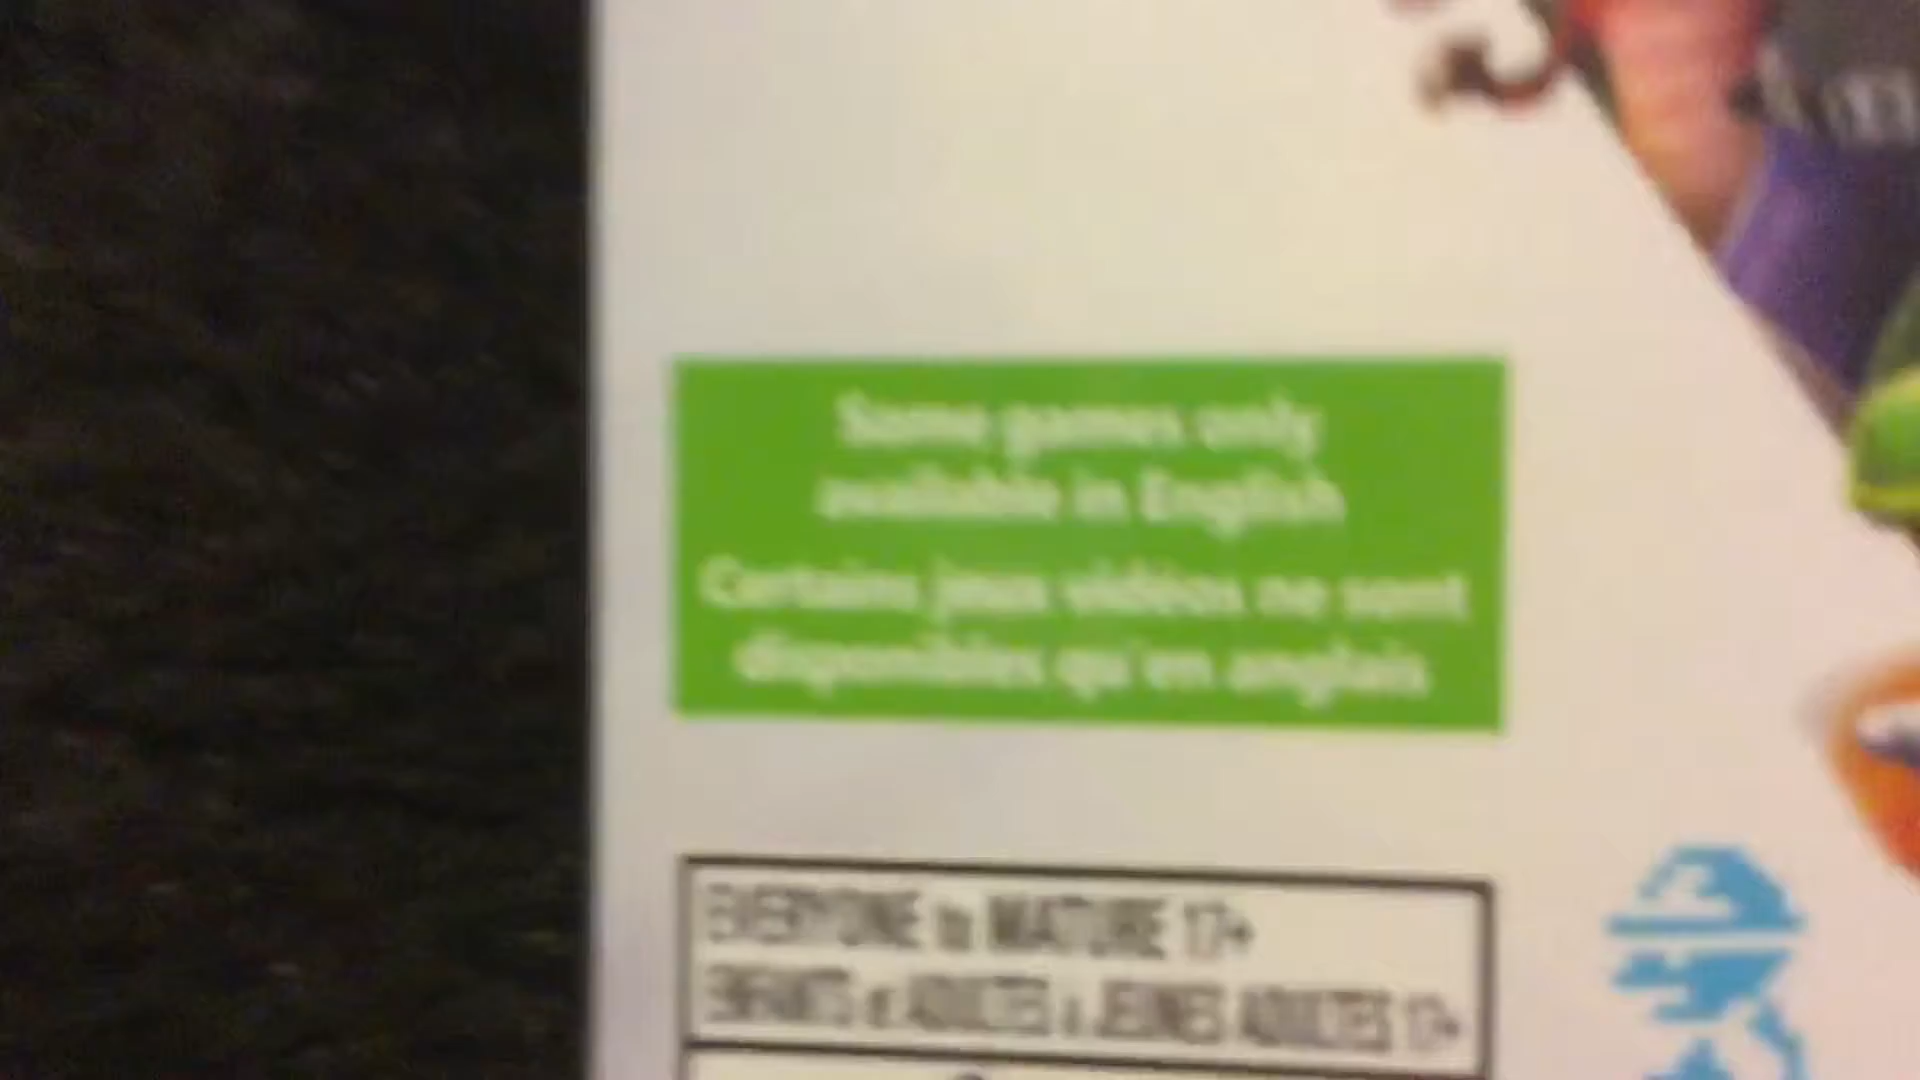 Some games only
available in English
Certains jeux vidéos ne sont
disponibles qu'en anglais
EVERYONE to MATURE 17+
ENFANTS et ADULTES à JEUNES ADULTES 17+